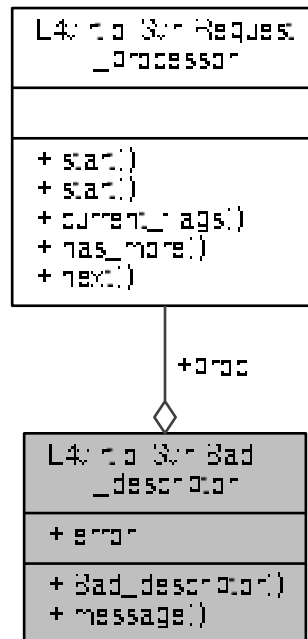 L4virtio::Svr::Request
_processor
+ start()
+ start()
+ current_flags()
+ has_more()
+ next()
+proc
L4virtio::Svr::Bad
_descriptor
+ error
+ Bad_descriptor()
+ message()